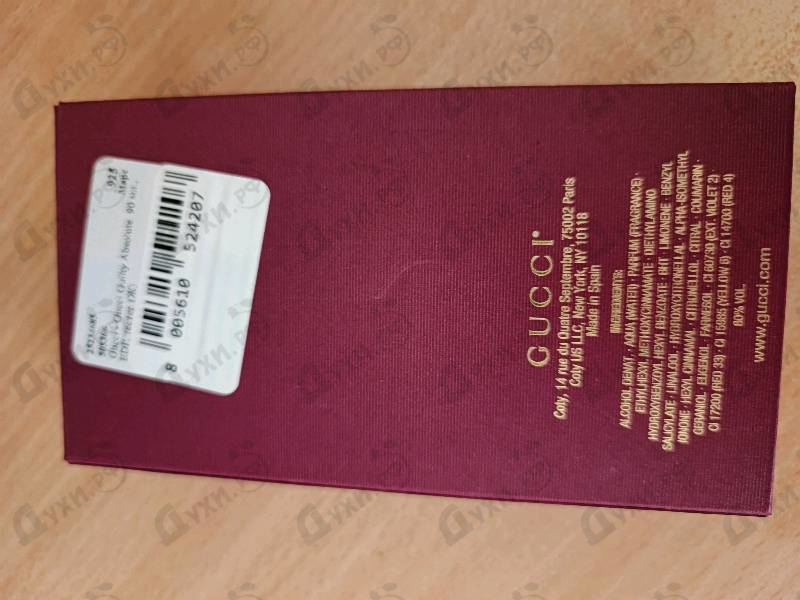 GUCCI
Coty, 14 rue du Quatre Septembre, 75002 Paris
Coty US LLC, New York, NY 10118
Made in Spain
INGREDIENTS:
ALCOHOL DENAT · AQUA (WATER) · PARFUM (FRAGRANCE) ·
ETHYLHEXYL METHOXYCINNAMATE · DIETHYLAMINO
HYDROXYBENZOYL HEXYL BENZOATE · BHT · LIMONENE · BENZYL
SALICYLATE · LINALOOL · HYDROXYCITRONELLAL · ALPHA-ISOMETHYL
IONONE · HEXYL CINNAMAL · CITRONELLOL · CITRAL · COUMARIN ·
GERANIOL · EUGENOL · FARNESOL · CI 60730 (EXT. VIOLET 2)
CI 17200 (RED 33) · CI 15985 (YELLOW 6) · CI 14700 (RED 4)
80% VOL
www.gucci.com
Gucci Guilty Absolute 90
8 005610 524207
Духи.РФ